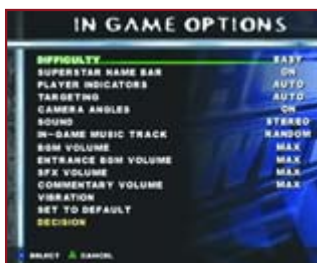 IN GAME OPTIONS
DIFFICULTY EASY
SUPERSTAR NAME BAR ON
PLAYER INDICATORS AUTO
TARGETING AUTO
CAMERA ANGLES ON
SOUND STEREO
IN-GAME MUSIC TRACK RANDOM
BGM VOLUME MAX
ENTRANCE BGM VOLUME MAX
SFX VOLUME MAX
COMMENTARY VOLUME MAX
VIBRATION
SET TO DEFAULT
DECISION
SELECT CANCEL